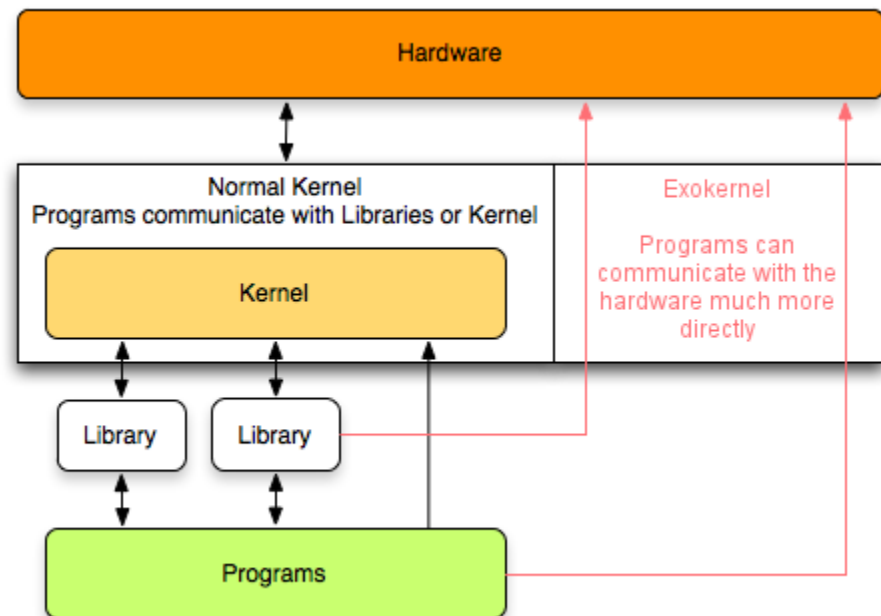 Hardware
Normal Kernel
Programs communicate with Libraries or Kernel
Kernel
Exokernel
Programs can
communicate with the
hardware much more
directly
Library
Library
Programs